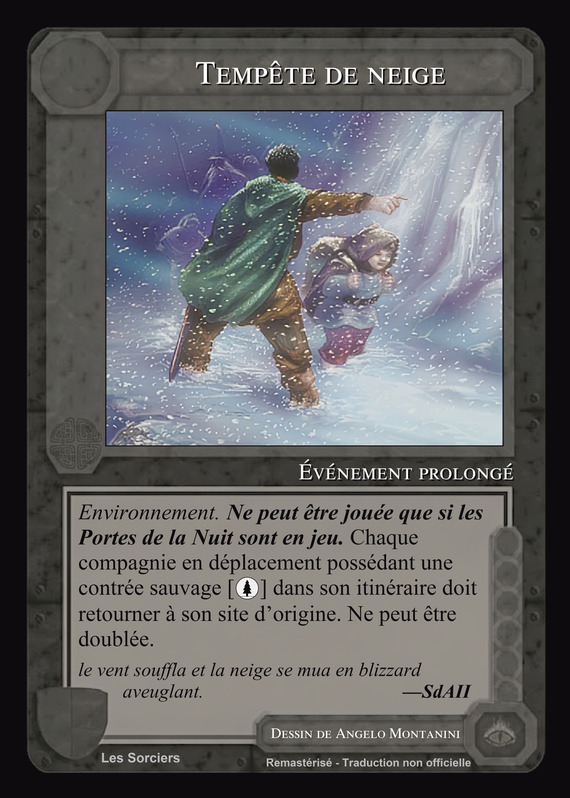 Tempête de neige
Événement prolongé
Environnement. Ne peut être jouée que si les
Portes de la Nuit sont en jeu. Chaque
compagnie en déplacement possédant une
contrée sauvage [ ] dans son itinéraire doit
retourner à son site d'origine. Ne peut être
doublée.
le vent souffla et la neige se mua en blizzard
aveuglant. —SdAII
Dessin de Angelo Montanini
Les Sorciers
Remastérisé - Traduction non officielle